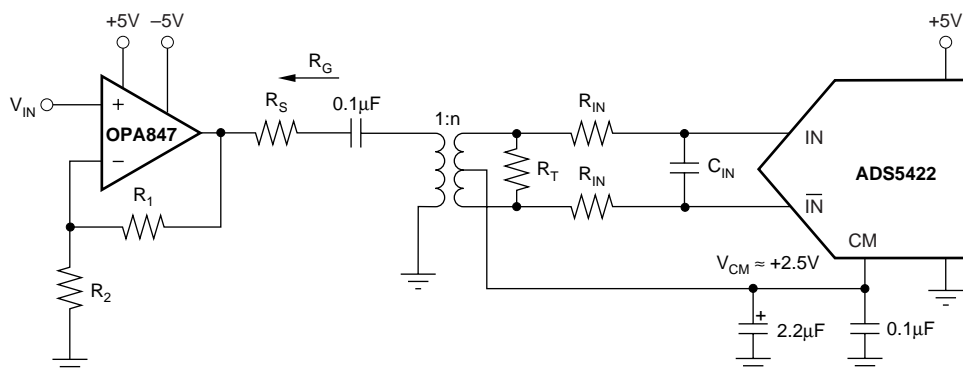 +5V –5V
+5V
R_G
V_IN
R_S
0.1µF
1:n
R_IN
+
OPA847
–
IN
R_T
C_IN
ADS5422
R_1
R_IN
IN̅
CM
V_CM ≈ +2.5V
R_2
+
2.2µF
0.1µF